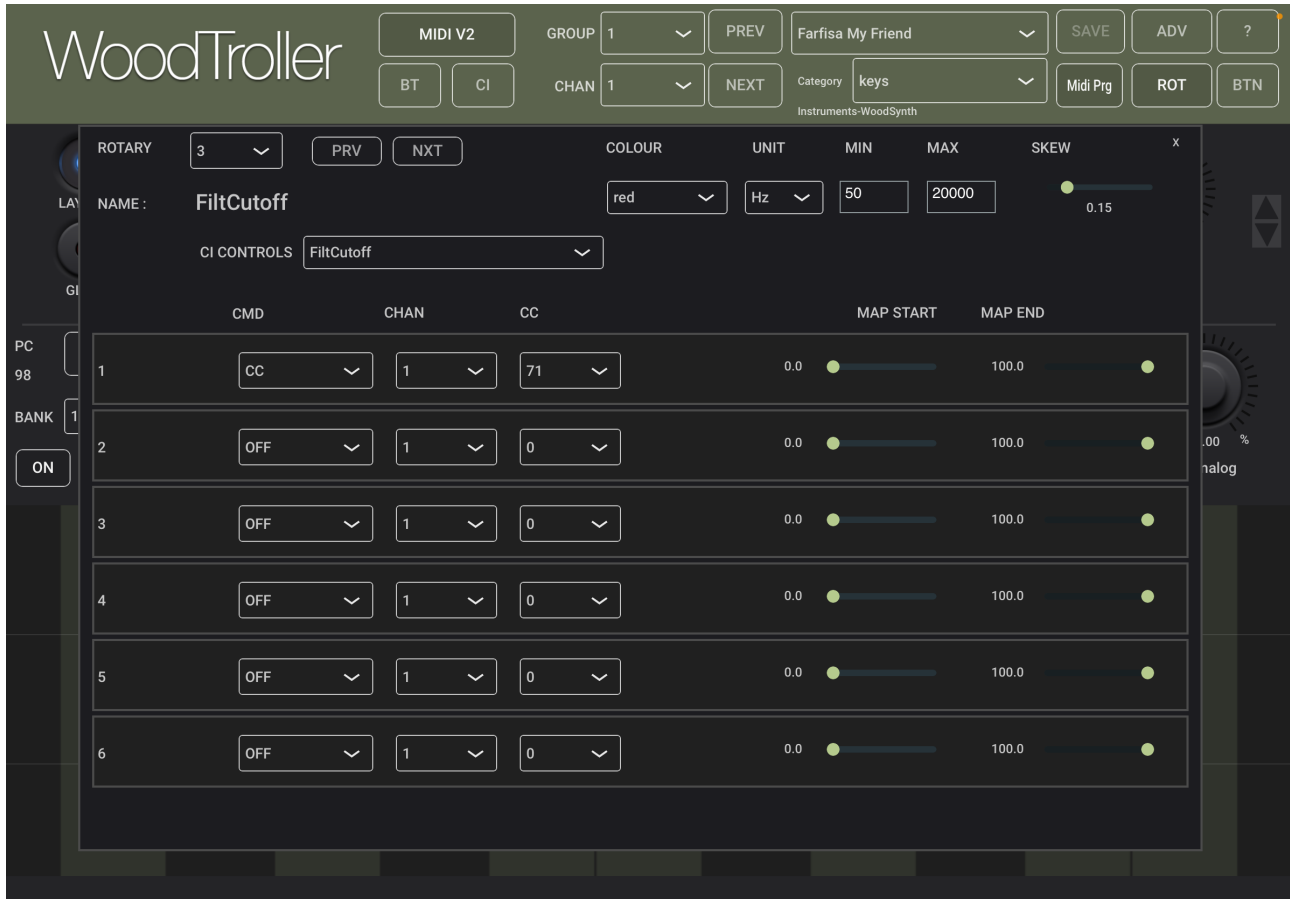 WoodTroller
MIDI V2
GROUP 1
PREV
Farfisa My Friend
SAVE
ADV
?
BT
CI
CHAN 1
NEXT
Category keys
Midi Prg
ROT
BTN
Instruments-WoodSynth
ROTARY 3
PRV
NXT
COLOUR
UNIT
MIN
MAX
SKEW
x
NAME :
FiltCutoff
red
Hz
50
20000
0.15
CI CONTROLS FiltCutoff
CMD CHAN CC MAP START MAP END
1 CC 1 71 0.0 100.0
2 OFF 1 0 0.0 100.0
3 OFF 1 0 0.0 100.0
4 OFF 1 0 0.0 100.0
5 OFF 1 0 0.0 100.0
6 OFF 1 0 0.0 100.0
PC
98
BANK 1
ON
.00 %